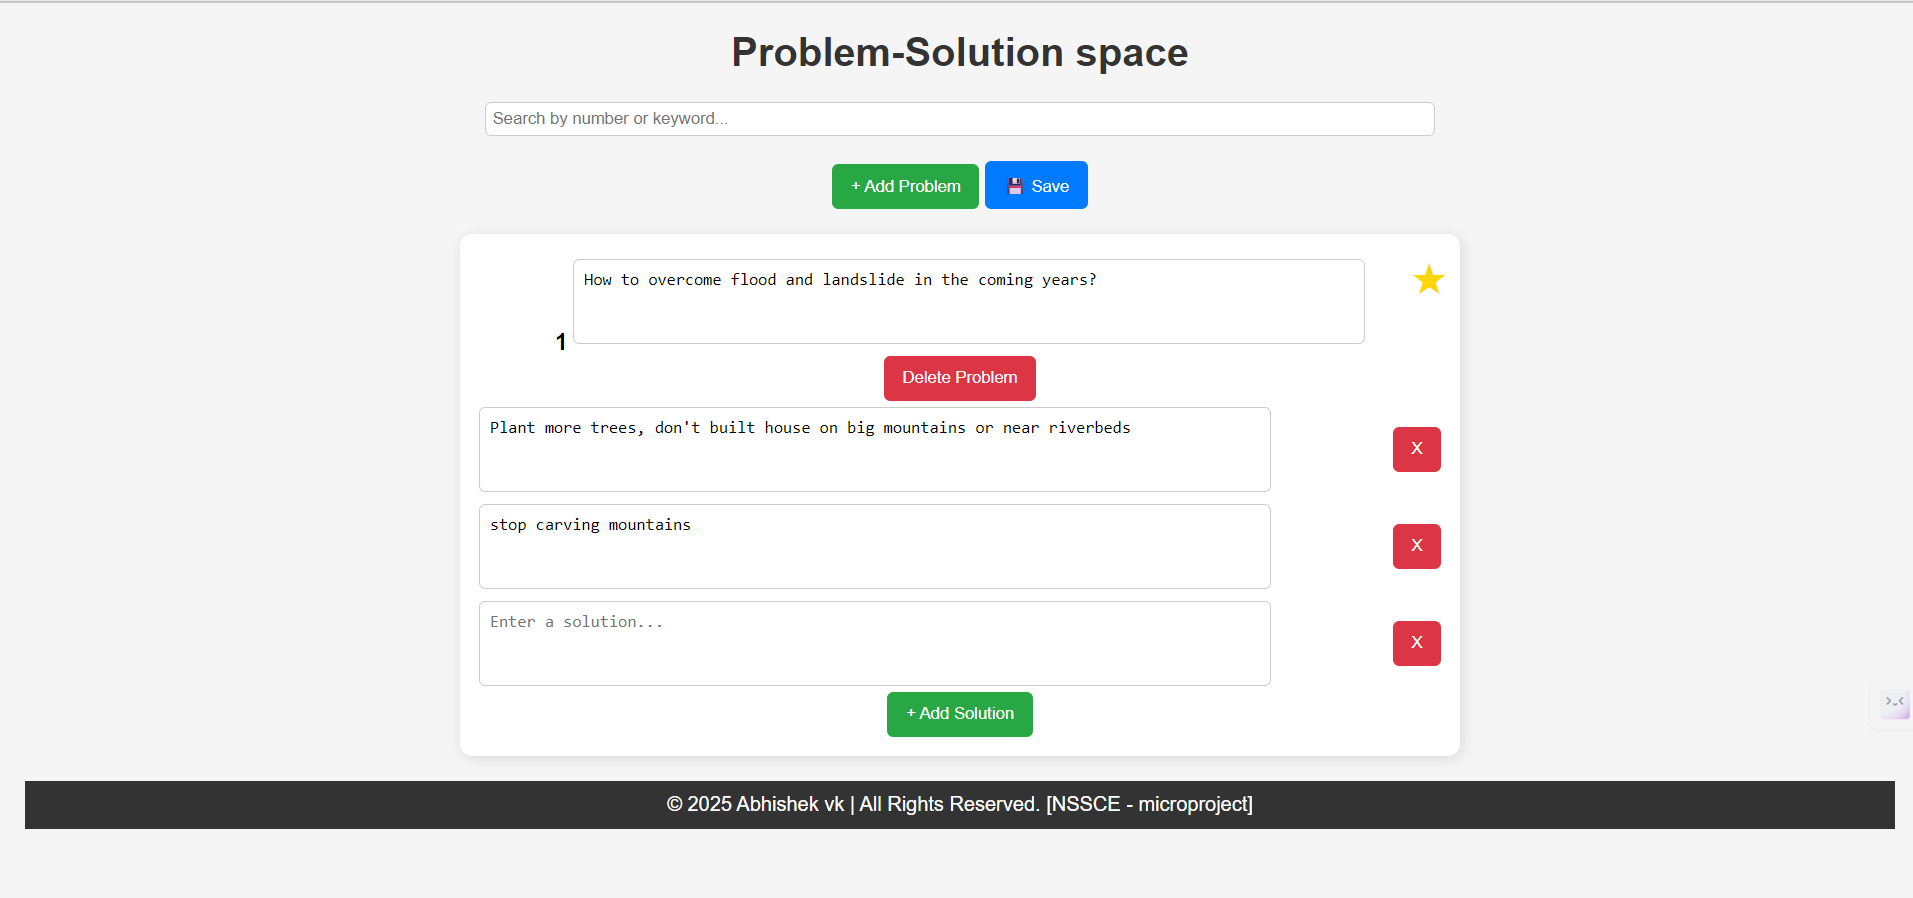 Problem-Solution space
Search by number or keyword...
+ Add Problem
Save
How to overcome flood and landslide in the coming years?
1
Delete Problem
Plant more trees, don't built house on big mountains or near riverbeds
X
stop carving mountains
X
Enter a solution...
X
+ Add Solution
© 2025 Abhishek vk | All Rights Reserved. [NSSCE - microproject]